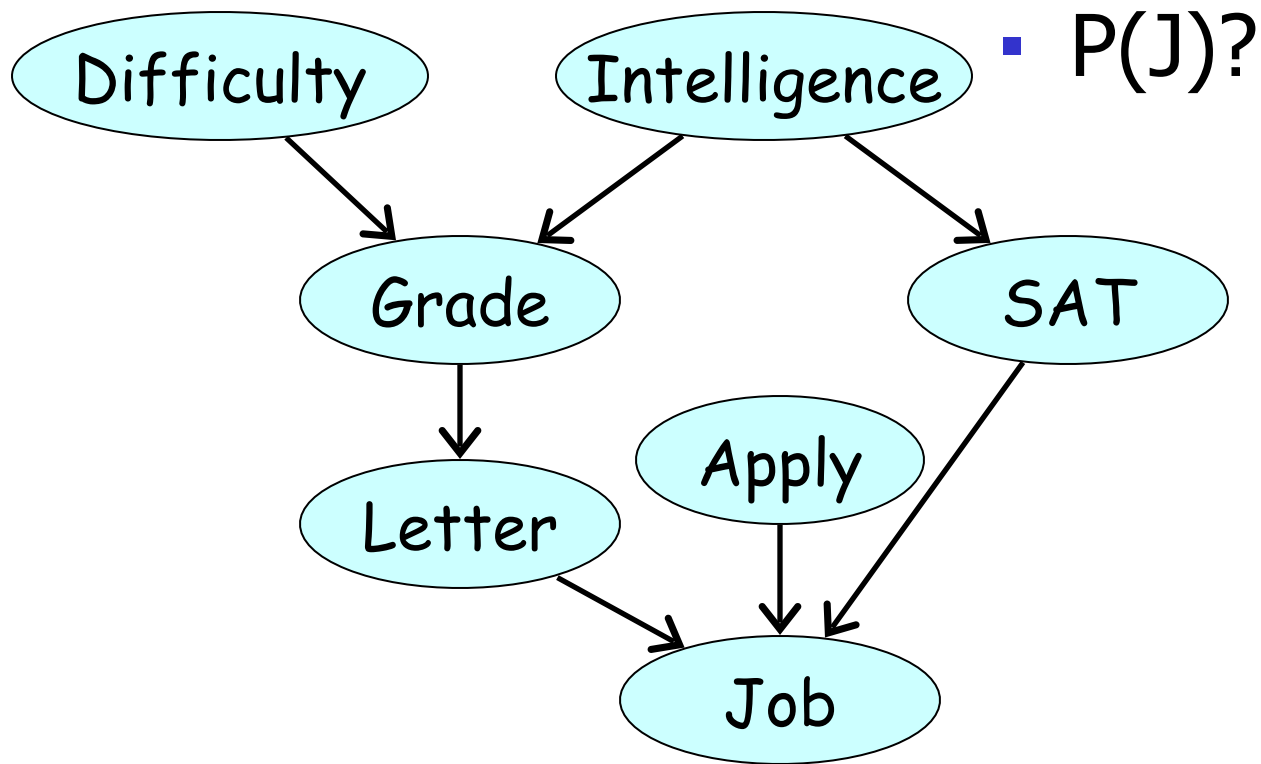 Difficulty
Intelligence
▪ P(J)?
Grade
SAT
Apply
Letter
Job